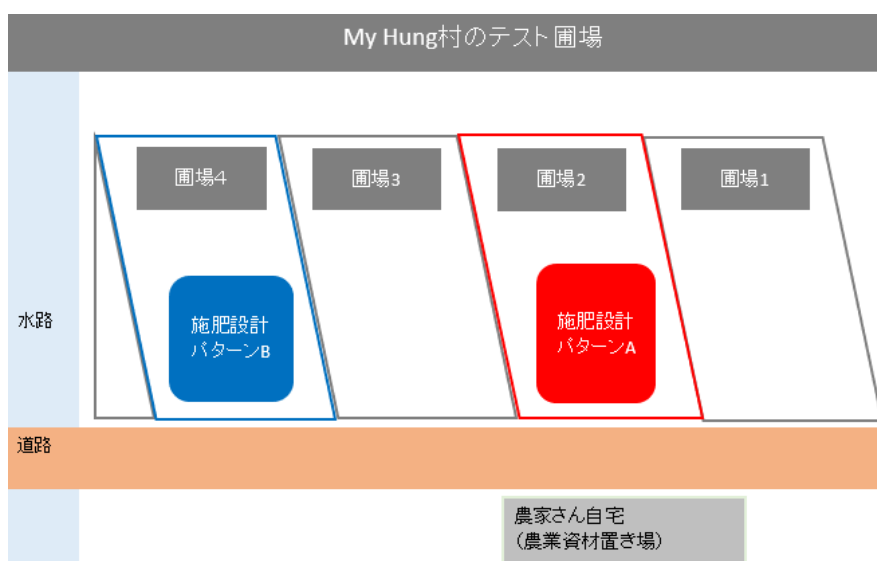 My Hung村のテスト圃場
圃場4
圃場3
圃場2
圃場1
水路
施肥設計
パターンB
施肥設計
パターンA
道路
農家さん自宅
(農業資材置き場)